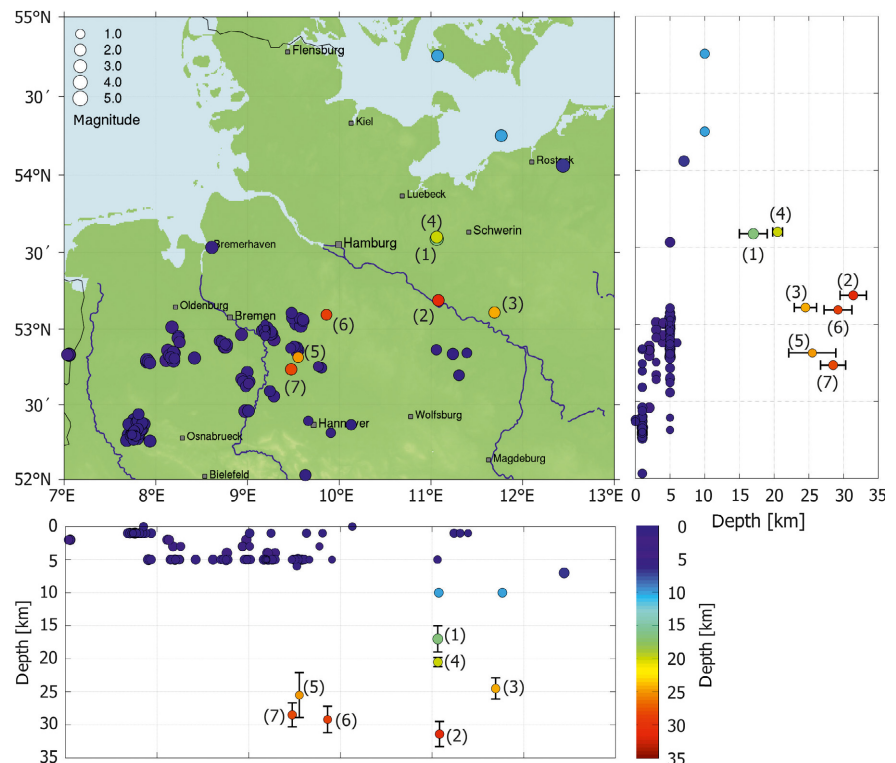 55°N
30´
54°N
30´
53°N
30´
52°N
7°E
8°E
9°E
10°E
11°E
12°E
13°E
1.0
2.0
3.0
4.0
5.0
Magnitude
Flensburg
Kiel
Rostock
Luebeck
Schwerin
Hamburg
Bremerhaven
Oldenburg
Bremen
Hannover
Wolfsburg
Osnabrueck
Magdeburg
Bielefeld
(4)
(1)
(2)
(3)
(6)
(5)
(7)
(4)
(1)
(2)
(3)
(6)
(5)
(7)
0 5 10 15 20 25 30 35
Depth [km]
0
5
10
15
20
25
30
35
Depth [km]
(1)
(4)
(5)
(3)
(7)
(6)
(2)
0
5
10
15
20
25
30
35
Depth [km]